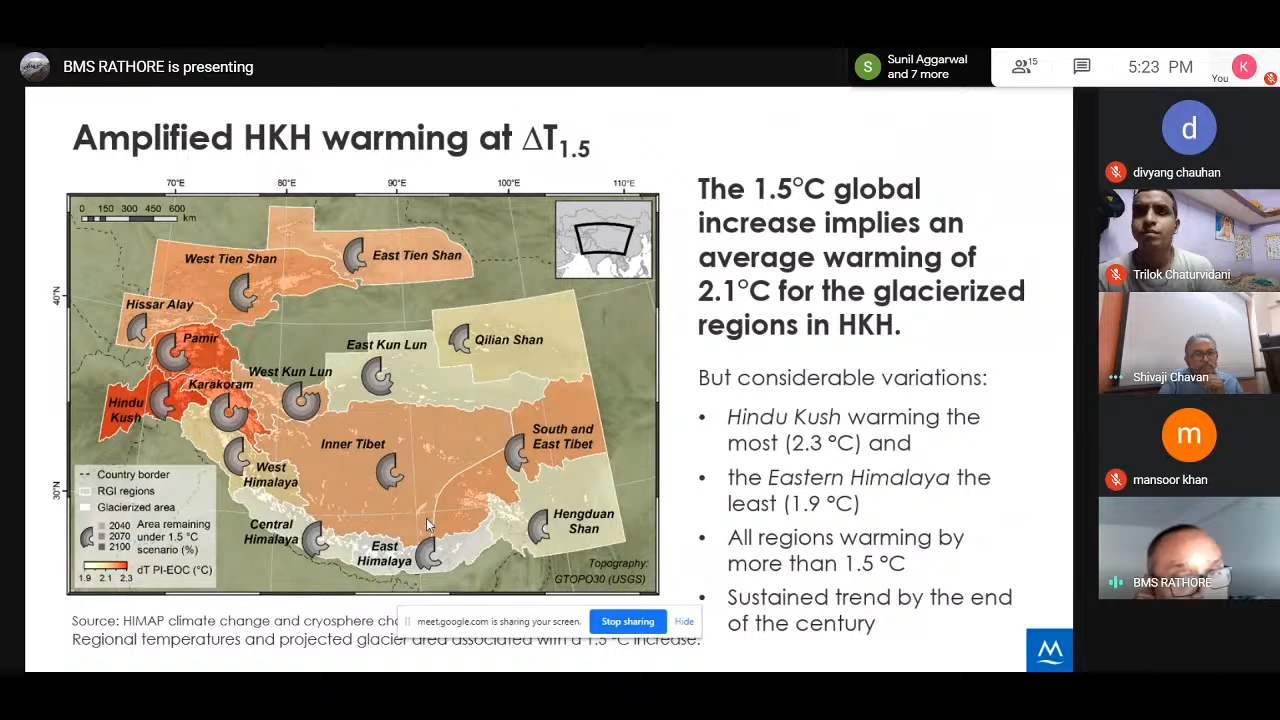 BMS RATHORE is presenting
S
Sunil Aggarwal
and 7 more
15
5:23 PM
You
K
Amplified HKH warming at ΔT1.5
70°E
80°E
90°E
100°E
110°E
0 150 300 450 600
km
40°N
30°N
West Tien Shan
East Tien Shan
Hissar Alay
Pamir
Qilian Shan
East Kun Lun
West Kun Lun
Karakoram
Hindu
Kush
Inner Tibet
South and
East Tibet
West
Himalaya
Central
Himalaya
East
Himalaya
Hengduan
Shan
Country border
RGI regions
Glacierized area
2040
2070
2100
Area remaining
under 1.5 °C
scenario (%)
dT PI-EOC (°C)
1.9 2.1 2.3
Topography:
GTOPO30 (USGS)
Source: HIMAP climate change and cryosphere
Regional temperatures and projected glacier area associated with a 1.5 °C increase.
meet.google.com is sharing your screen.
Stop sharing
Hide
The 1.5°C global
increase implies an
average warming of
2.1°C for the glacierized
regions in HKH.
But considerable variations:
• Hindu Kush warming the
most (2.3 °C) and
• the Eastern Himalaya the
least (1.9 °C)
• All regions warming by
more than 1.5 °C
• Sustained trend by the end
of the century
d
divyang chauhan
Trilok Chaturvidani
Shivaji Chavan
m
mansoor khan
BMS RATHORE